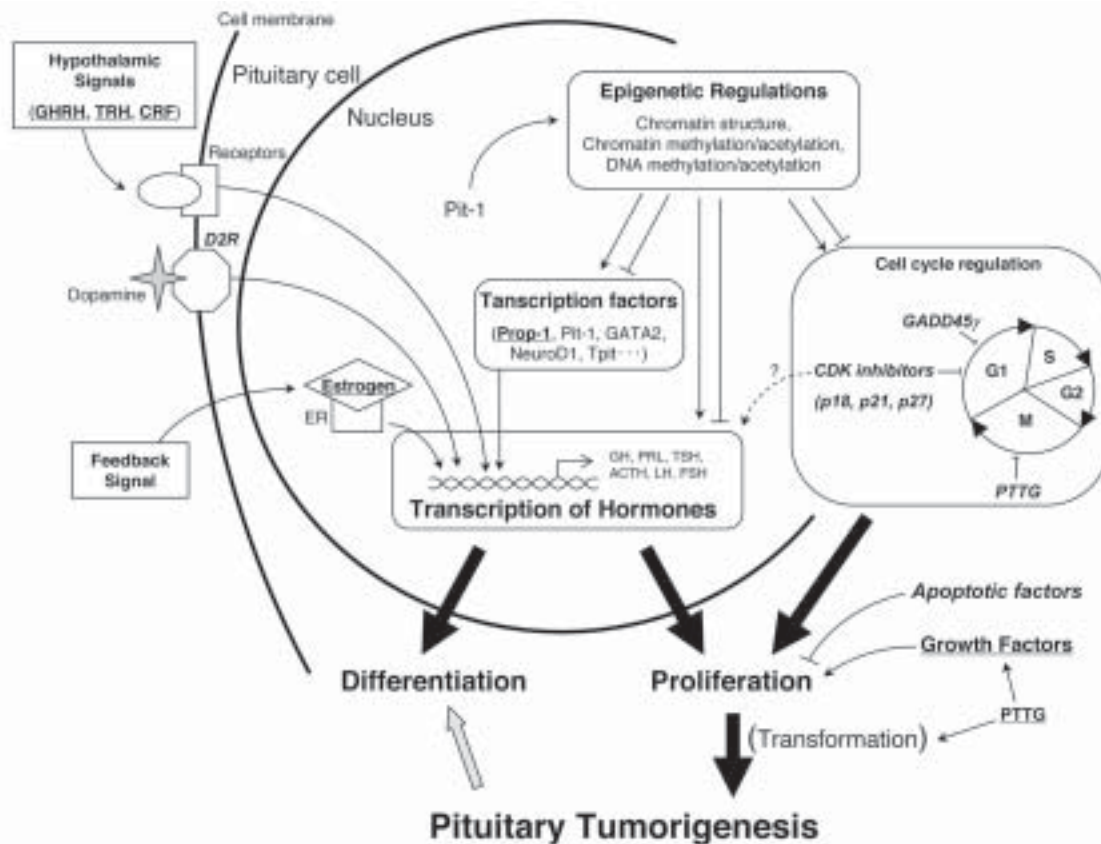 Cell membrane
Hypothalamic
Signals
(GHRH, TRH, CRF)
Pituitary cell
Nucleus
Receptors
Epigenetic Regulations
Chromatin structure,
Chromatin methylation/acetylation,
DNA methylation/acetylation
Pit-1
D2R
Dopamine
Tanscription factors
(Prop-1, Pit-1, GATA2,
NeuroD1, Tpit···)
Cell cycle regulation
GADD45γ
CDK inhibitors
(p18, p21, p27)
?
G1
S
G2
M
PTTG
Estrogen
ER
Feedback
Signal
GH, PRL, TSH,
ACTH, LH, FSH
Transcription of Hormones
Apoptotic factors
Growth Factors
Differentiation
Proliferation
PTTG
(Transformation)
Pituitary Tumorigenesis